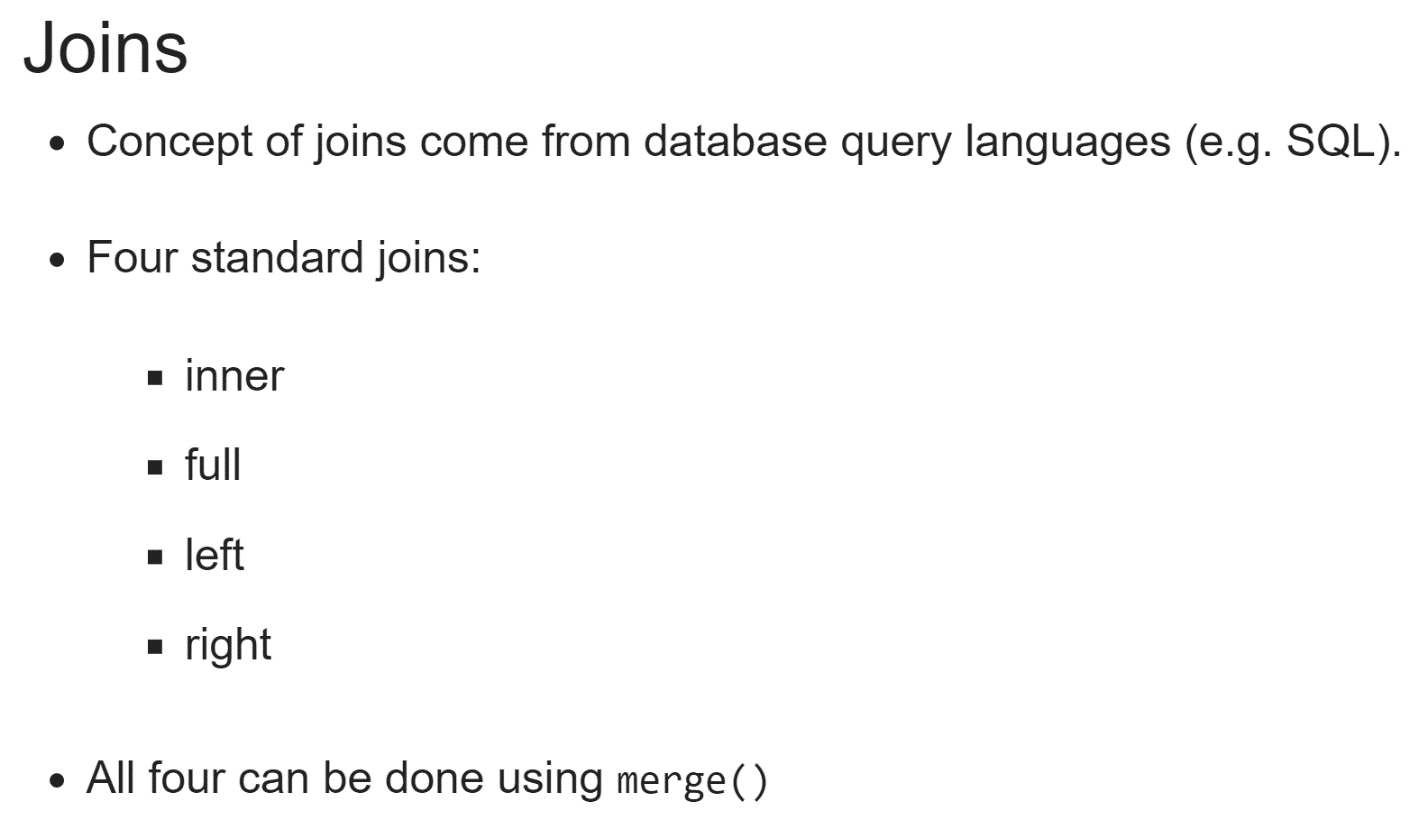 Joins
• Concept of joins come from database query languages (e.g. SQL).
• Four standard joins:
▪ inner
▪ full
▪ left
▪ right
• All four can be done using merge()